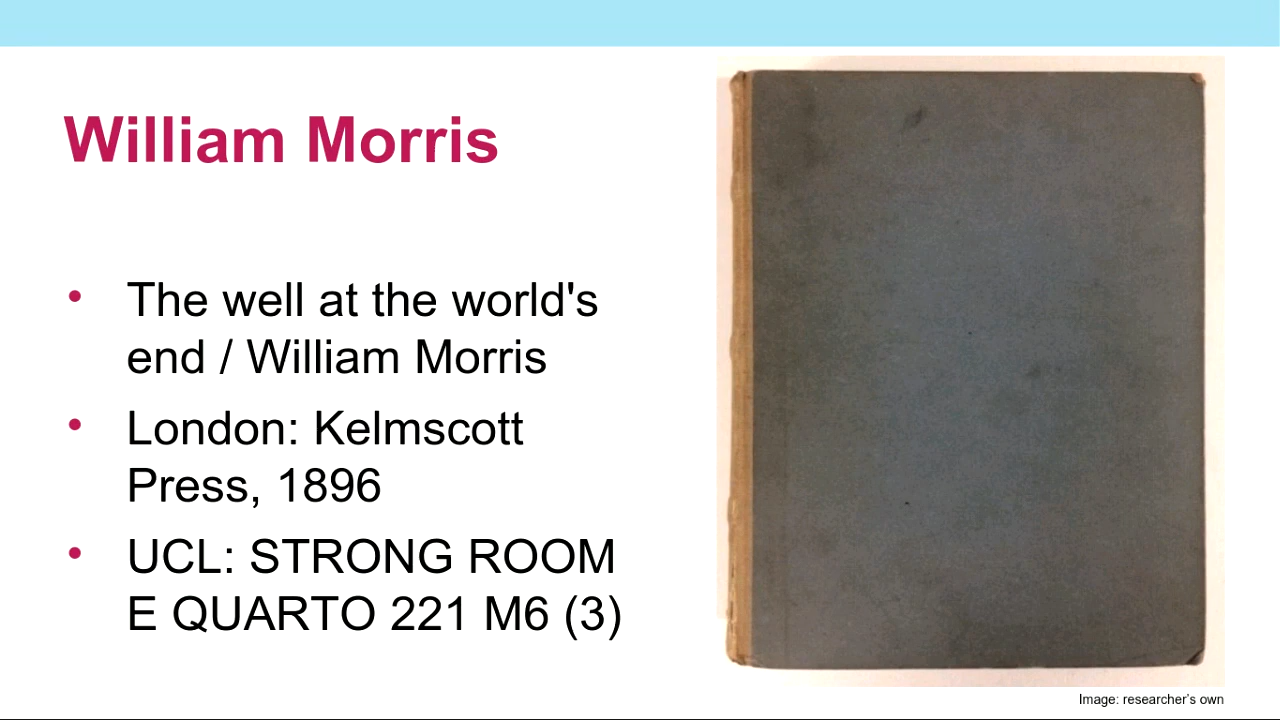 William Morris
• The well at the world's
end / William Morris
• London: Kelmscott
Press, 1896
• UCL: STRONG ROOM
E QUARTO 221 M6 (3)
Image: researcher’s own